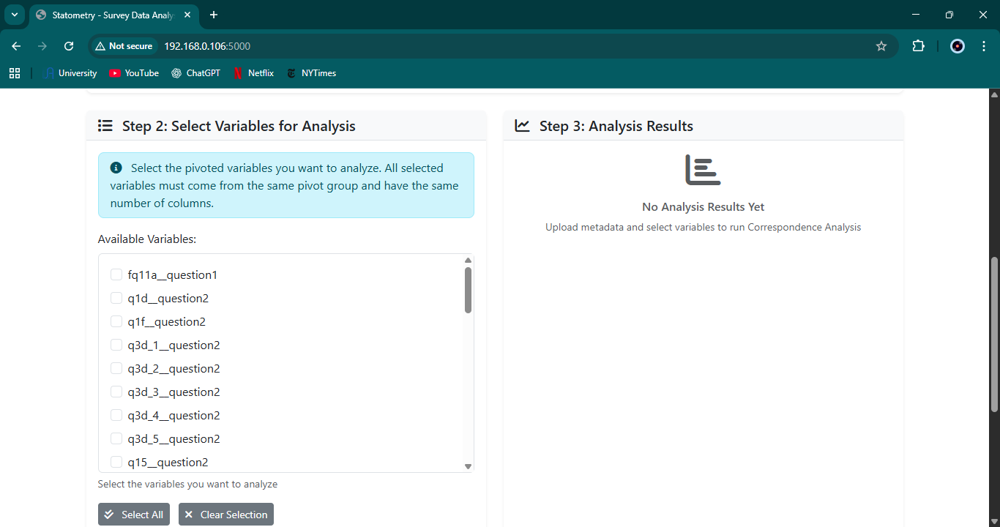 Statometry - Survey Data Analy
Not secure
192.168.0.106:5000
University
YouTube
ChatGPT
Netflix
NYTimes
Step 2: Select Variables for Analysis
Select the pivoted variables you want to analyze. All selected
variables must come from the same pivot group and have the same
number of columns.
Available Variables:
fq11a__question1
q1d__question2
q1f__question2
q3d_1__question2
q3d_2__question2
q3d_3__question2
q3d_4__question2
q3d_5__question2
q15__question2
Select the variables you want to analyze
Select All
Clear Selection
Step 3: Analysis Results
No Analysis Results Yet
Upload metadata and select variables to run Correspondence Analysis